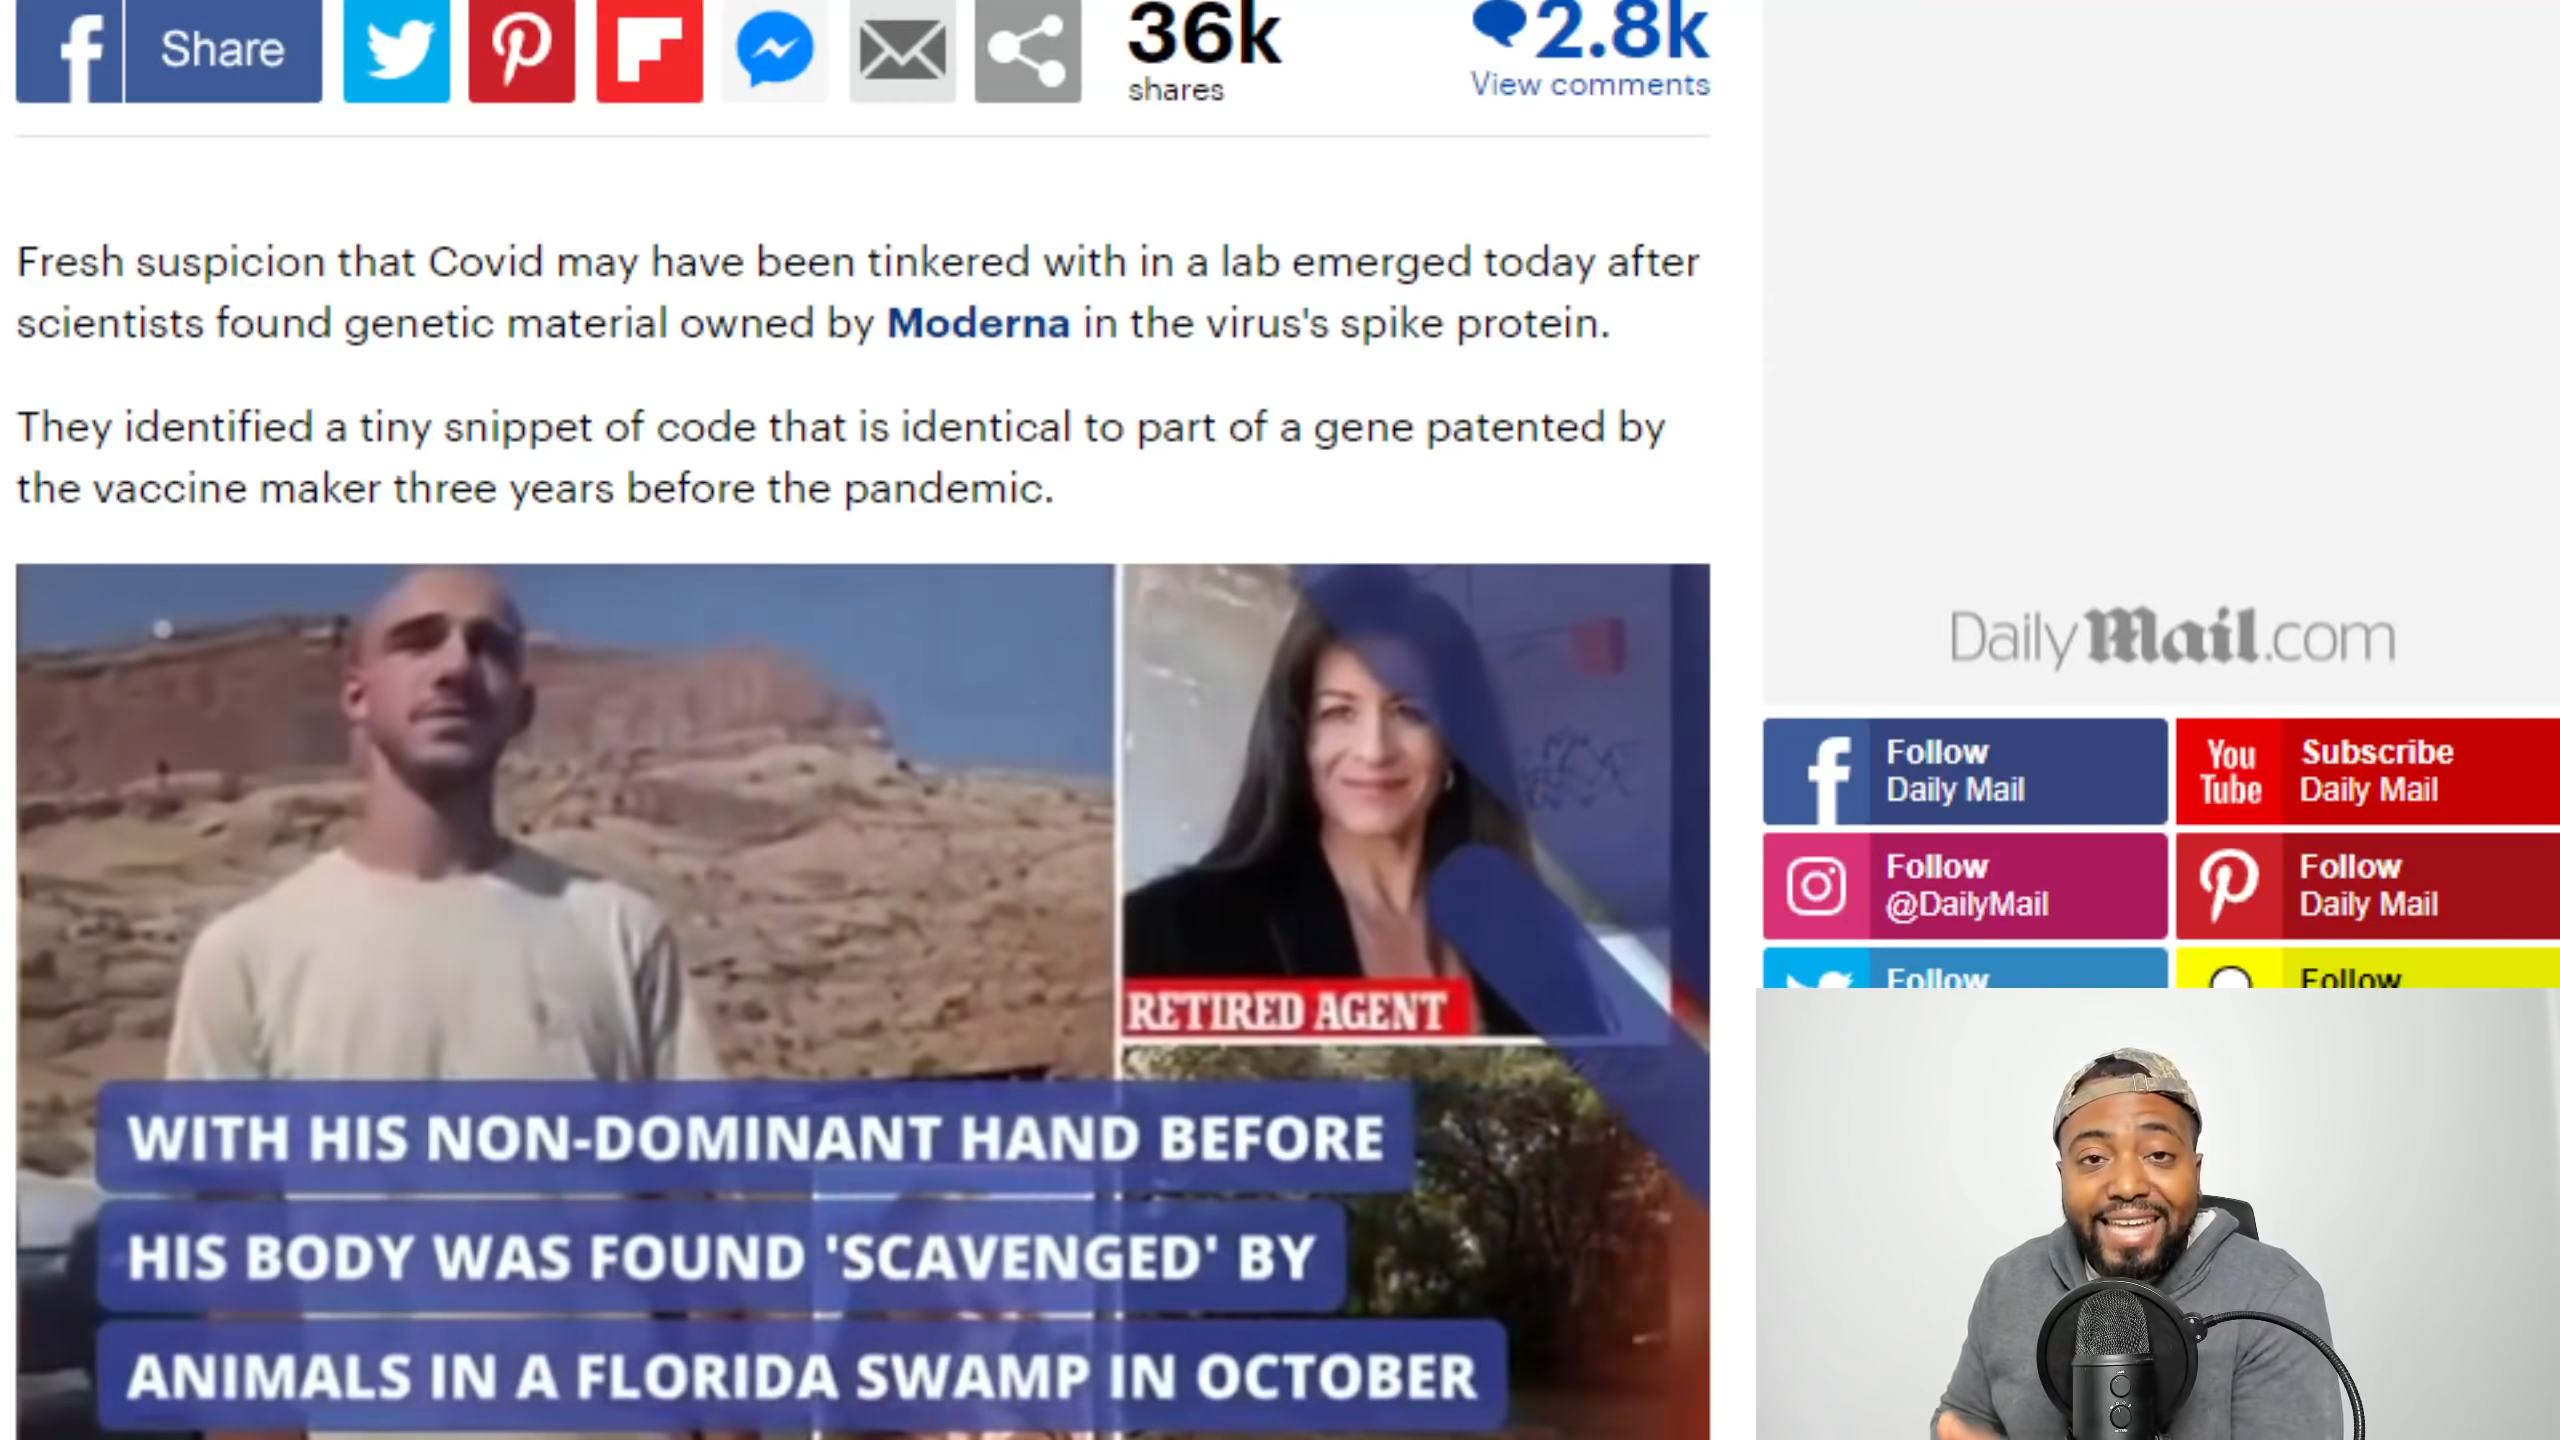 Share
36k
shares
2.8k
View comments
Fresh suspicion that Covid may have been tinkered with in a lab emerged today after
scientists found genetic material owned by Moderna in the virus's spike protein.
They identified a tiny snippet of code that is identical to part of a gene patented by
the vaccine maker three years before the pandemic.
RETIRED AGENT
WITH HIS NON-DOMINANT HAND BEFORE
HIS BODY WAS FOUND 'SCAVENGED' BY
ANIMALS IN A FLORIDA SWAMP IN OCTOBER
DailyMail.com
Follow
Daily Mail
You
Tube
Subscribe
Daily Mail
Follow
@DailyMail
Follow
Daily Mail
Follow
Follow